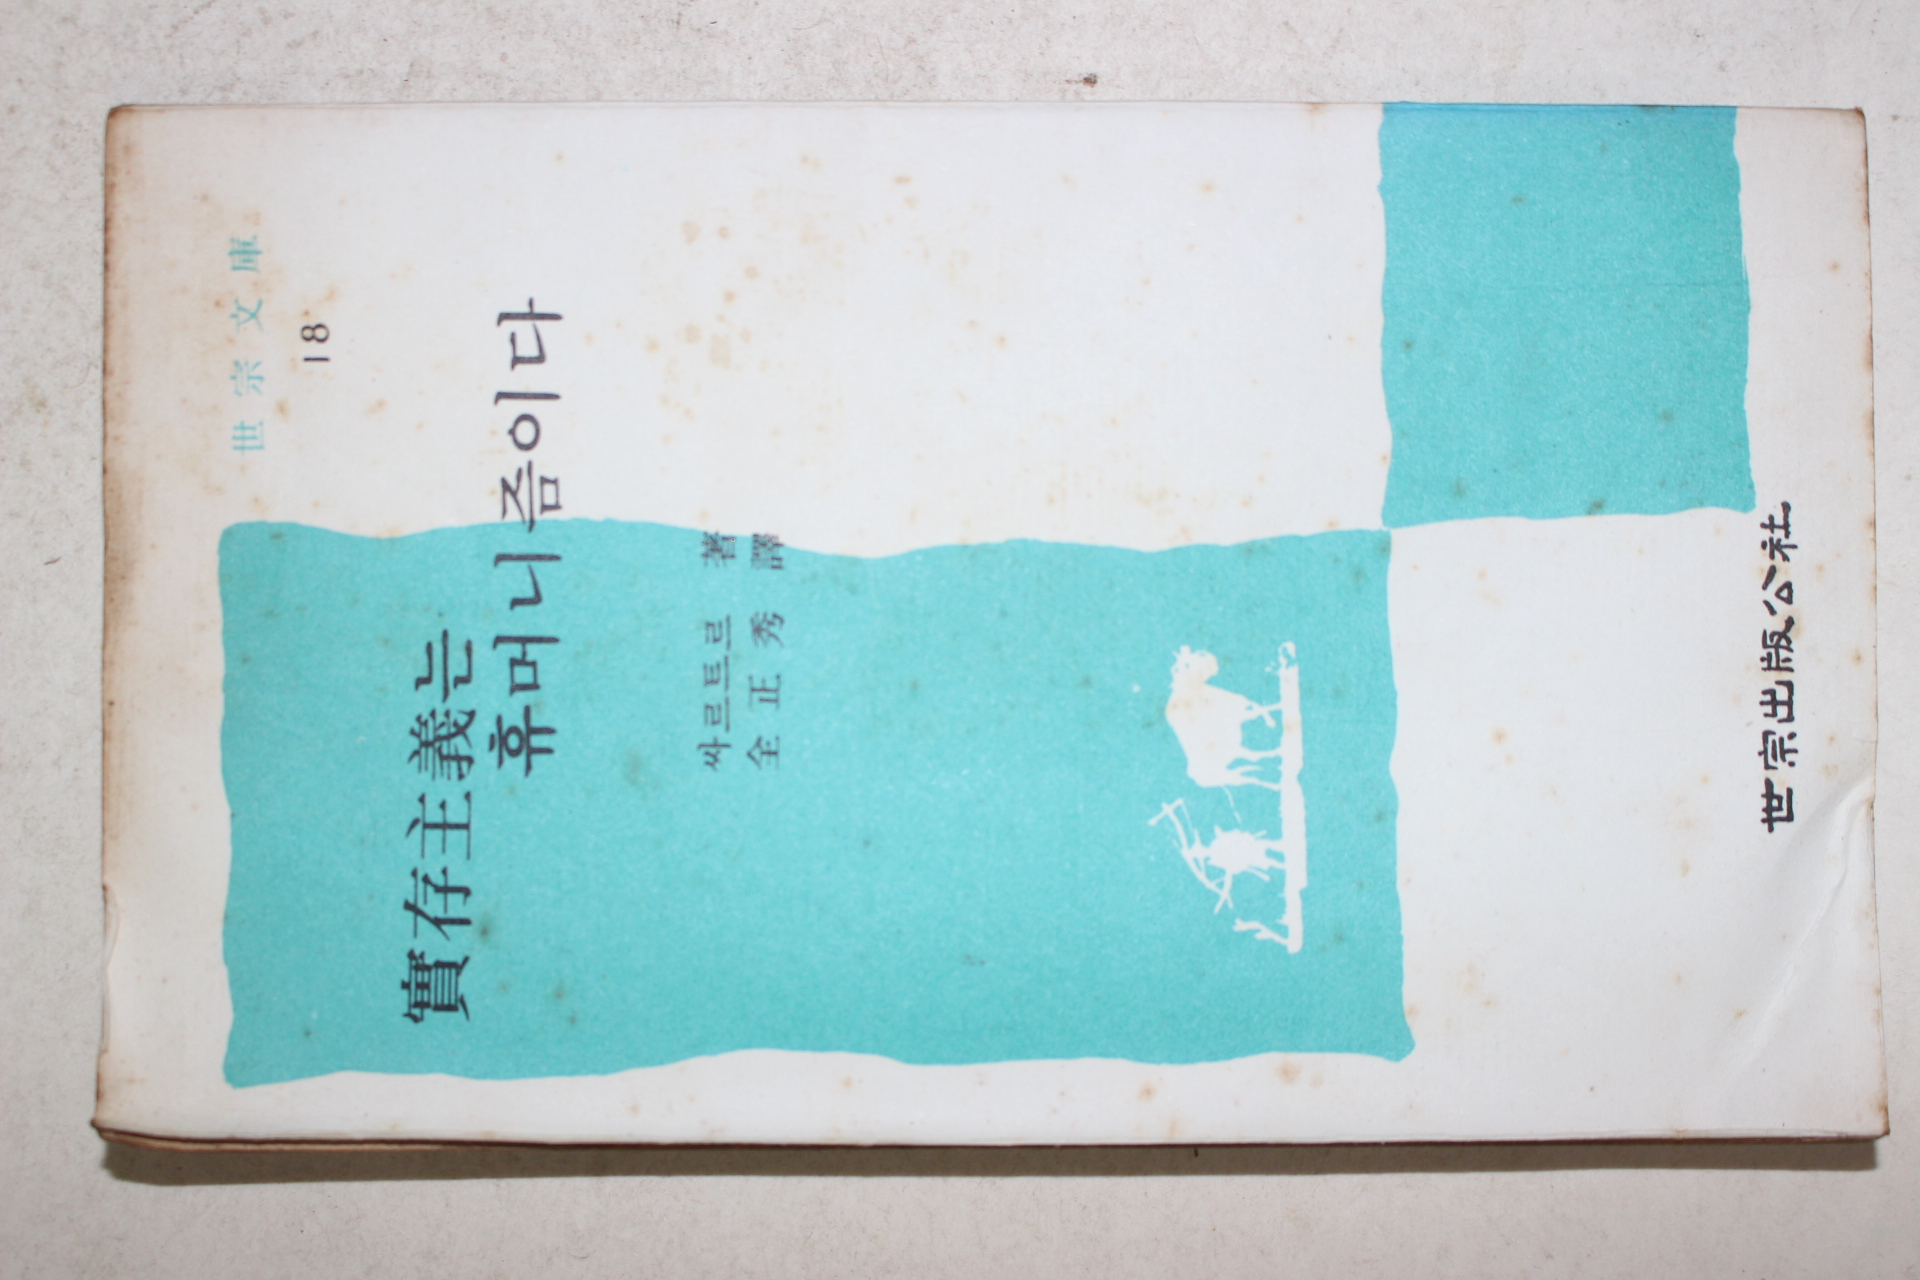 世宗文庫
18
實存主義는
휴머니즘이다
싸르트르 著
全正秀 譯
世宗出版公社